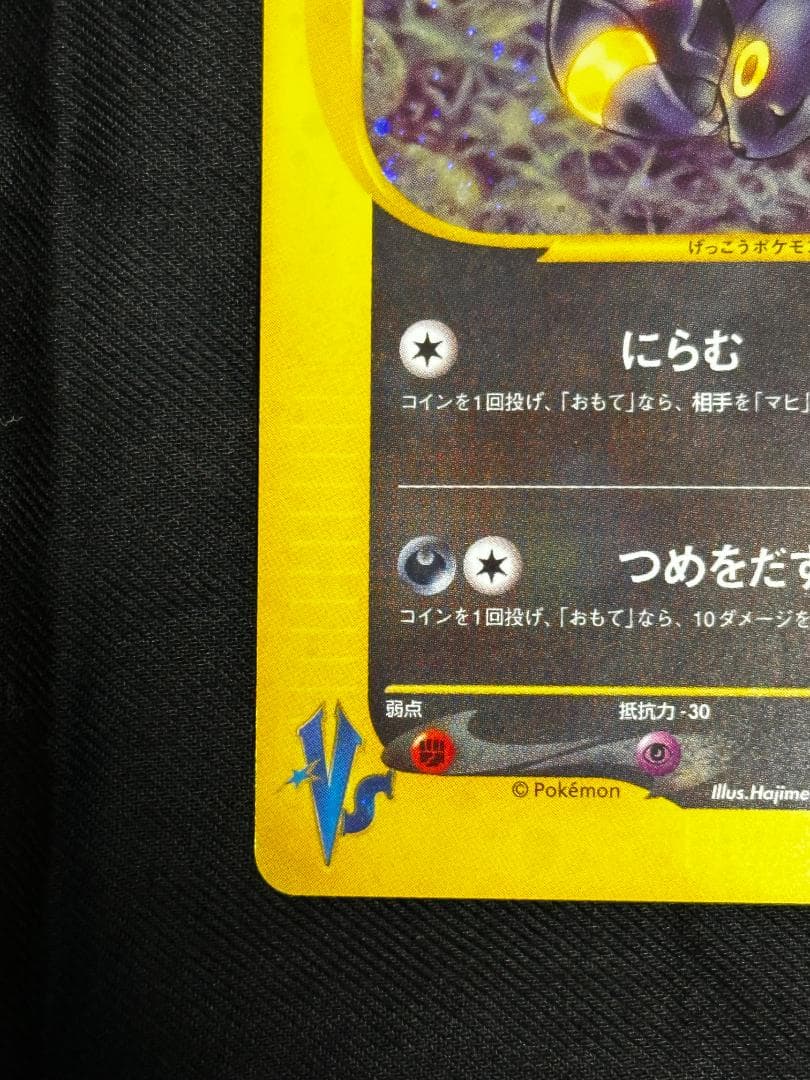 げっこうポケモン
にらむ
コインを1回投げ、「おもて」なら、相手を「マヒ」
つめをだす
コインを1回投げ、「おもて」なら、10ダメージを
弱点
抵抗力 -30
VS
© Pokémon
Illus.Hajime